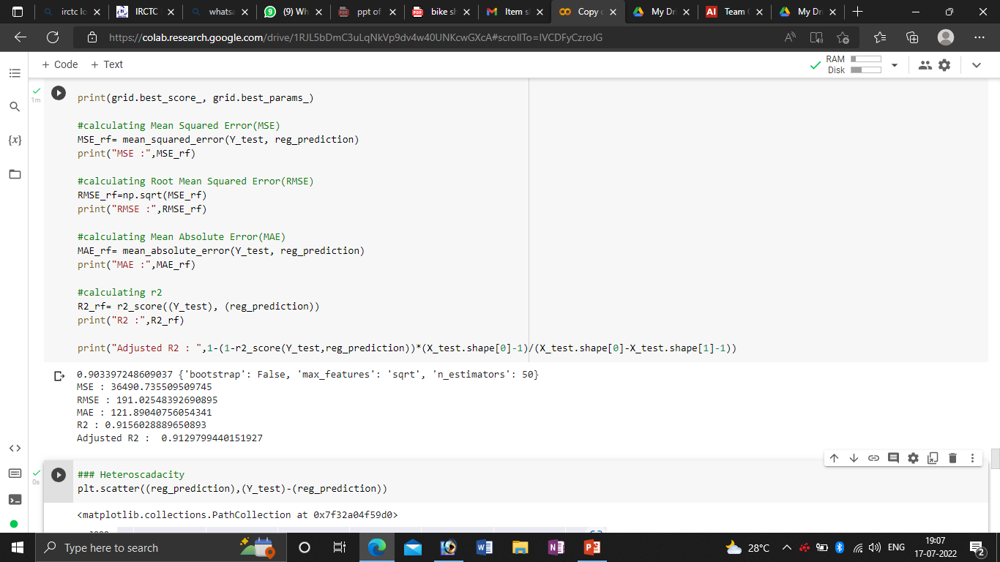 irctc lo
IRCTC
whatsa
(9) Wh
ppt of
bike sh
Item s
Copy o
My Dr
Team
My Dr
https://colab.research.google.com/drive/1RJL5bDmC3uLqNkVp9dv4w40UNKcwGXcA#scrollTo=IVCDFyCzroJG
+ Code + Text
RAM
Disk
1m
print(grid.best_score_, grid.best_params_)
#calculating Mean Squared Error(MSE)
MSE_rf= mean_squared_error(Y_test, reg_prediction)
print("MSE :",MSE_rf)
#calculating Root Mean Squared Error(RMSE)
RMSE_rf=np.sqrt(MSE_rf)
print("RMSE :",RMSE_rf)
#calculating Mean Absolute Error(MAE)
MAE_rf= mean_absolute_error(Y_test, reg_prediction)
print("MAE :",MAE_rf)
#calculating r2
R2_rf= r2_score((Y_test), (reg_prediction))
print("R2 :",R2_rf)
print("Adjusted R2 : ",1-(1-r2_score(Y_test,reg_prediction))*(X_test.shape[0]-1)/(X_test.shape[0]-X_test.shape[1]-1))
0.903397248609037 {'bootstrap': False, 'max_features': 'sqrt', 'n_estimators': 50}
MSE : 36490.735509509745
RMSE : 191.02548392690895
MAE : 121.89040756054341
R2 : 0.9156028889650893
Adjusted R2 :  0.9129799440151927
0s
### Heteroscadacity
plt.scatter((reg_prediction),(Y_test)-(reg_prediction))
<matplotlib.collections.PathCollection at 0x7f32a04f59d0>
Type here to search
28°C
ENG
19:07
17-07-2022
2